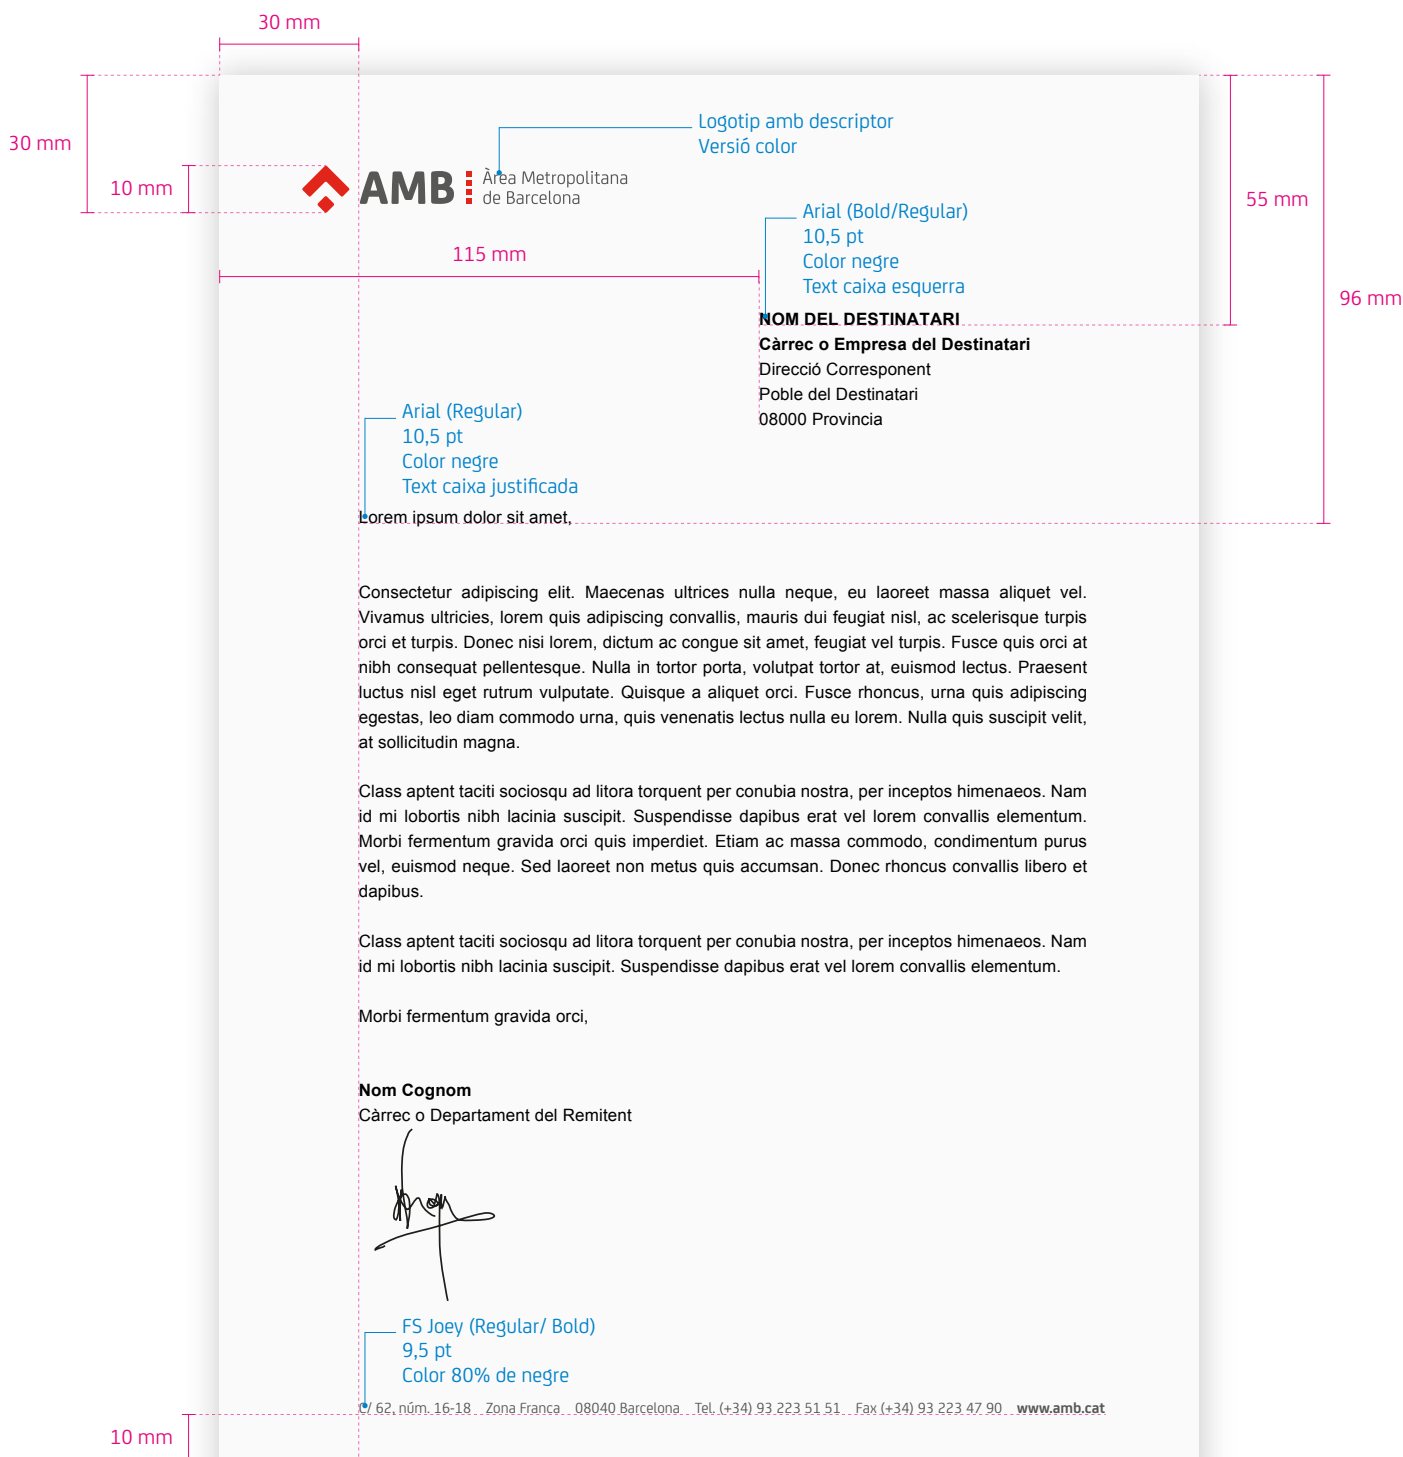 30 mm
30 mm
10 mm
AMB
Àrea Metropolitana
de Barcelona
Logotip amb descriptor
Versió color
115 mm
Arial (Bold/Regular)
10,5 pt
Color negre
Text caixa esquerra
55 mm
96 mm
NOM DEL DESTINATARI
Càrrec o Empresa del Destinatari
Direcció Corresponent
Poble del Destinatari
08000 Provincia
Arial (Regular)
10,5 pt
Color negre
Text caixa justificada
Lorem ipsum dolor sit amet,
Consectetur adipiscing elit. Maecenas ultrices nulla neque, eu laoreet massa aliquet vel.
Vivamus ultricies, lorem quis adipiscing convallis, mauris dui feugiat nisl, ac scelerisque turpis
orci et turpis. Donec nisi lorem, dictum ac congue sit amet, feugiat vel turpis. Fusce quis orci at
nibh consequat pellentesque. Nulla in tortor porta, volutpat tortor at, euismod lectus. Praesent
luctus nisl eget rutrum vulputate. Quisque a aliquet orci. Fusce rhoncus, urna quis adipiscing
egestas, leo diam commodo urna, quis venenatis lectus nulla eu lorem. Nulla quis suscipit velit,
at sollicitudin magna.
Class aptent taciti sociosqu ad litora torquent per conubia nostra, per inceptos himenaeos. Nam
id mi lobortis nibh lacinia suscipit. Suspendisse dapibus erat vel lorem convallis elementum.
Morbi fermentum gravida orci quis imperdiet. Etiam ac massa commodo, condimentum purus
vel, euismod neque. Sed laoreet non metus quis accumsan. Donec rhoncus convallis libero et
dapibus.
Class aptent taciti sociosqu ad litora torquent per conubia nostra, per inceptos himenaeos. Nam
id mi lobortis nibh lacinia suscipit. Suspendisse dapibus erat vel lorem convallis elementum.
Morbi fermentum gravida orci,
Nom Cognom
Càrrec o Departament del Remitent
FS Joey (Regular/ Bold)
9,5 pt
Color 80% de negre
C/ 62, núm. 16-18 Zona Franca 08040 Barcelona Tel. (+34) 93 223 51 51 Fax (+34) 93 223 47 90 www.amb.cat
10 mm